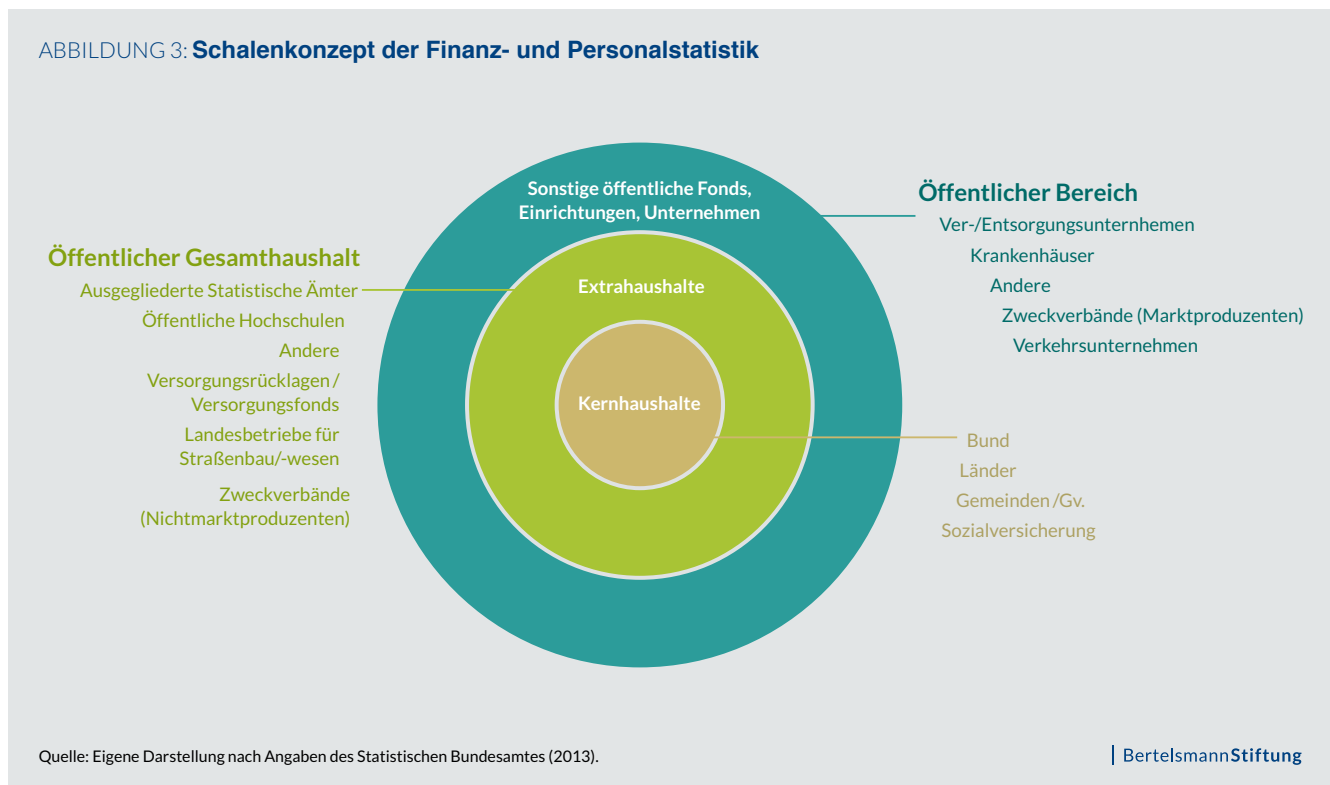 ABBILDUNG 3: Schalenkonzept der Finanz- und Personalstatistik
Sonstige öffentliche Fonds,
Einrichtungen, Unternehmen
Extrahaushalte
Kernhaushalte
Öffentlicher Gesamthaushalt
Ausgegliederte Statistische Ämter
Öffentliche Hochschulen
Andere
Versorgungsrücklagen /
Versorgungsfonds
Landesbetriebe für
Straßenbau/-wesen
Zweckverbände
(Nichtmarktproduzenten)
Öffentlicher Bereich
Ver-/Entsorgungsunternhemen
Krankenhäuser
Andere
Zweckverbände (Marktproduzenten)
Verkehrsunternehmen
Bund
Länder
Gemeinden /Gv.
Sozialversicherung
Quelle: Eigene Darstellung nach Angaben des Statistischen Bundesamtes (2013).
BertelsmannStiftung